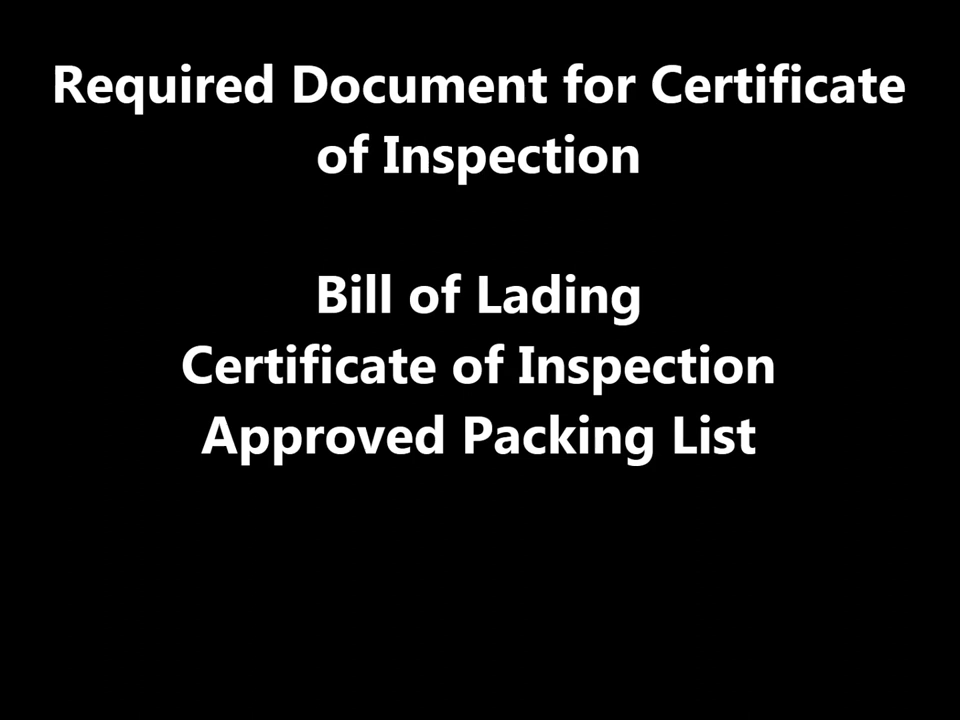 Required Document for Certificate
of Inspection
Bill of Lading
Certificate of Inspection
Approved Packing List